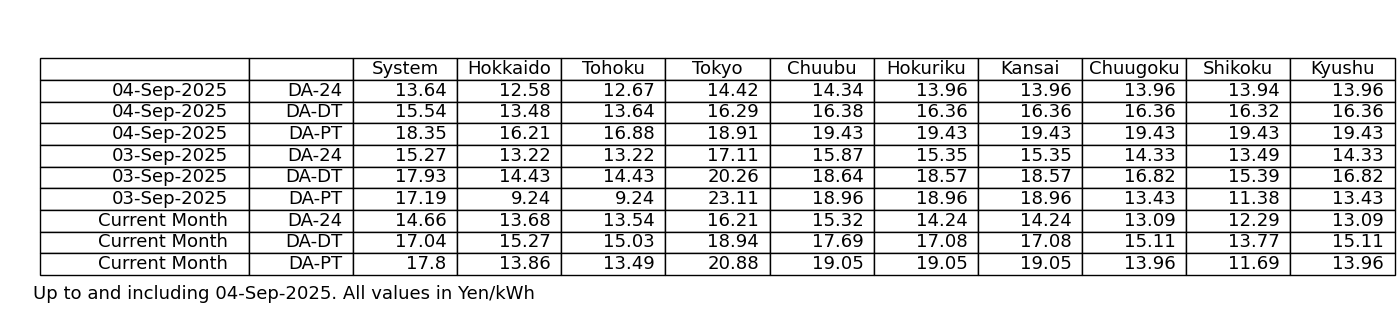 System Hokkaido Tohoku Tokyo Chuubu Hokuriku Kansai Chuugoku Shikoku Kyushu
04-Sep-2025 DA-24 13.64 12.58 12.67 14.42 14.34 13.96 13.96 13.96 13.94 13.96
04-Sep-2025 DA-DT 15.54 13.48 13.64 16.29 16.38 16.36 16.36 16.36 16.32 16.36
04-Sep-2025 DA-PT 18.35 16.21 16.88 18.91 19.43 19.43 19.43 19.43 19.43 19.43
03-Sep-2025 DA-24 15.27 13.22 13.22 17.11 15.87 15.35 15.35 14.33 13.49 14.33
03-Sep-2025 DA-DT 17.93 14.43 14.43 20.26 18.64 18.57 18.57 16.82 15.39 16.82
03-Sep-2025 DA-PT 17.19 9.24 9.24 23.11 18.96 18.96 18.96 13.43 11.38 13.43
Current Month DA-24 14.66 13.68 13.54 16.21 15.32 14.24 14.24 13.09 12.29 13.09
Current Month DA-DT 17.04 15.27 15.03 18.94 17.69 17.08 17.08 15.11 13.77 15.11
Current Month DA-PT 17.8 13.86 13.49 20.88 19.05 19.05 19.05 13.96 11.69 13.96
Up to and including 04-Sep-2025. All values in Yen/kWh